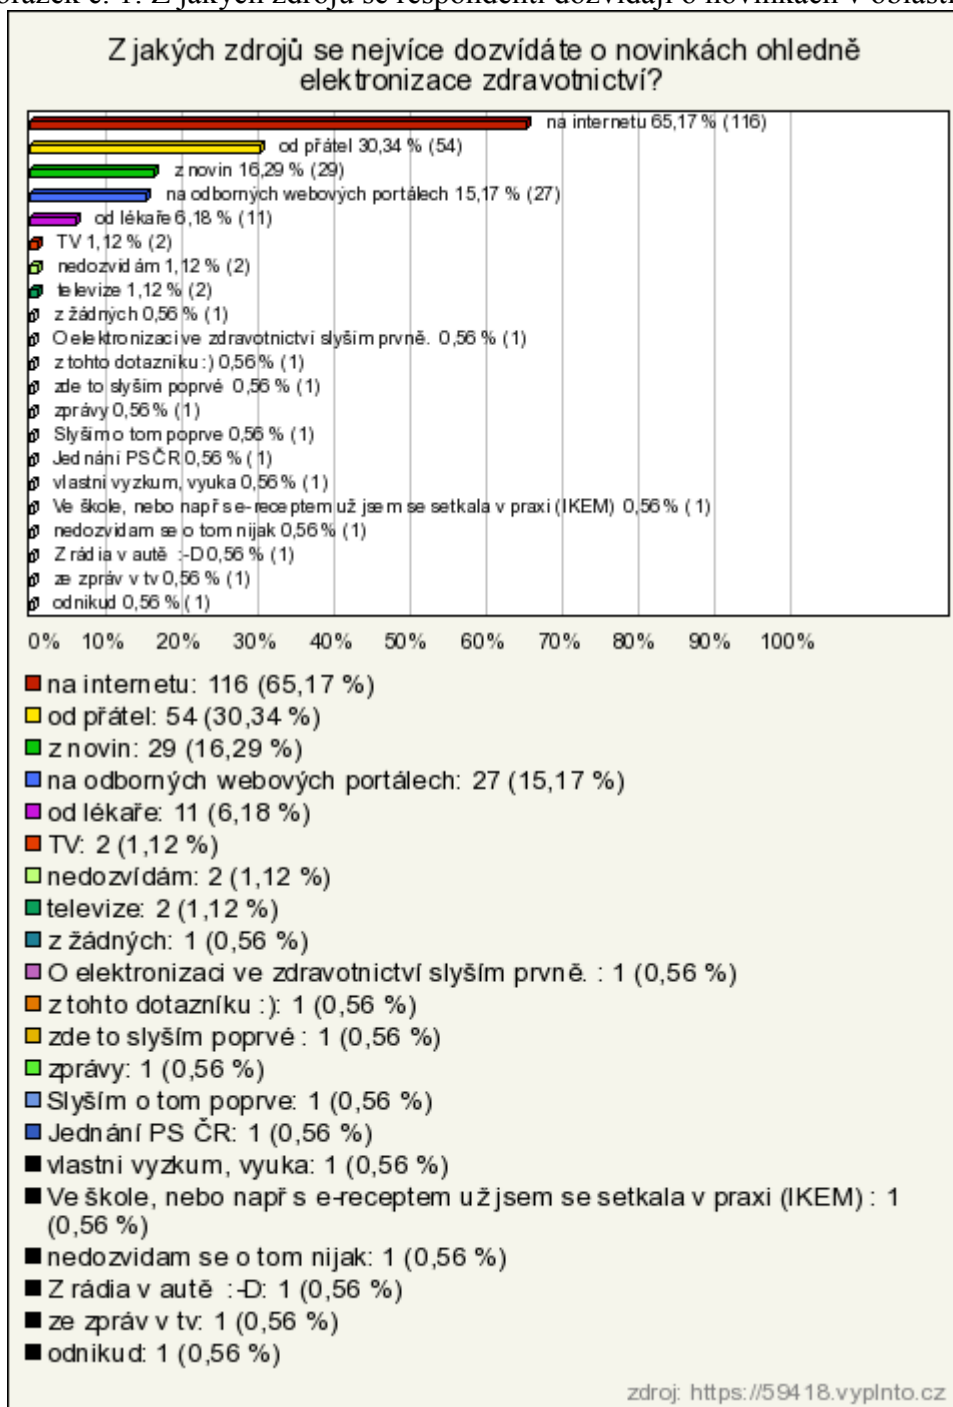 obrázek č. 1: Z jakých zdrojů se respondenti dozvídají o novinkách v oblasti
Z jakých zdrojů se nejvíce dozvídáte o novinkách ohledně
elektronizace zdravotnictví?
na internetu 65,17 % (116)
od přátel 30,34 % (54)
z novin 16,29 % (29)
na odborných webových portálech 15,17 % (27)
od lékaře 6,18 % (11)
TV 1,12 % (2)
nedozvídám 1,12 % (2)
televize 1,12 % (2)
z žádných 0,56 % (1)
O elektronizaci ve zdravotnictví slyším prvně. 0,56 % (1)
z tohto dotazníku :) 0,56 % (1)
zde to slyším poprvé 0,56 % (1)
zprávy 0,56 % (1)
Slyším o tom poprve 0,56 % (1)
Jednání PS ČR 0,56 % (1)
vlastni vyzkum, vyuka 0,56 % (1)
Ve škole, nebo např s e-receptem už jsem se setkala v praxi (IKEM) 0,56 % (1)
nedozvidam se o tom nijak 0,56 % (1)
Z rádia v autě :-D 0,56 % (1)
ze zpráv v tv 0,56 % (1)
odnikud 0,56 % (1)
0% 10% 20% 30% 40% 50% 60% 70% 80% 90% 100%
na internetu: 116 (65,17 %)
od přátel: 54 (30,34 %)
z novin: 29 (16,29 %)
na odborných webových portálech: 27 (15,17 %)
od lékaře: 11 (6,18 %)
TV: 2 (1,12 %)
nedozvídám: 2 (1,12 %)
televize: 2 (1,12 %)
z žádných: 1 (0,56 %)
O elektronizaci ve zdravotnictví slyším prvně. : 1 (0,56 %)
z tohto dotazníku :): 1 (0,56 %)
zde to slyším poprvé : 1 (0,56 %)
zprávy: 1 (0,56 %)
Slyším o tom poprve: 1 (0,56 %)
Jednání PS ČR: 1 (0,56 %)
vlastni vyzkum, vyuka: 1 (0,56 %)
Ve škole, nebo např s e-receptem už jsem se setkala v praxi (IKEM) : 1
(0,56 %)
nedozvidam se o tom nijak: 1 (0,56 %)
Z rádia v autě :-D: 1 (0,56 %)
ze zpráv v tv: 1 (0,56 %)
odnikud: 1 (0,56 %)
zdroj: https://59418.vyplnto.cz